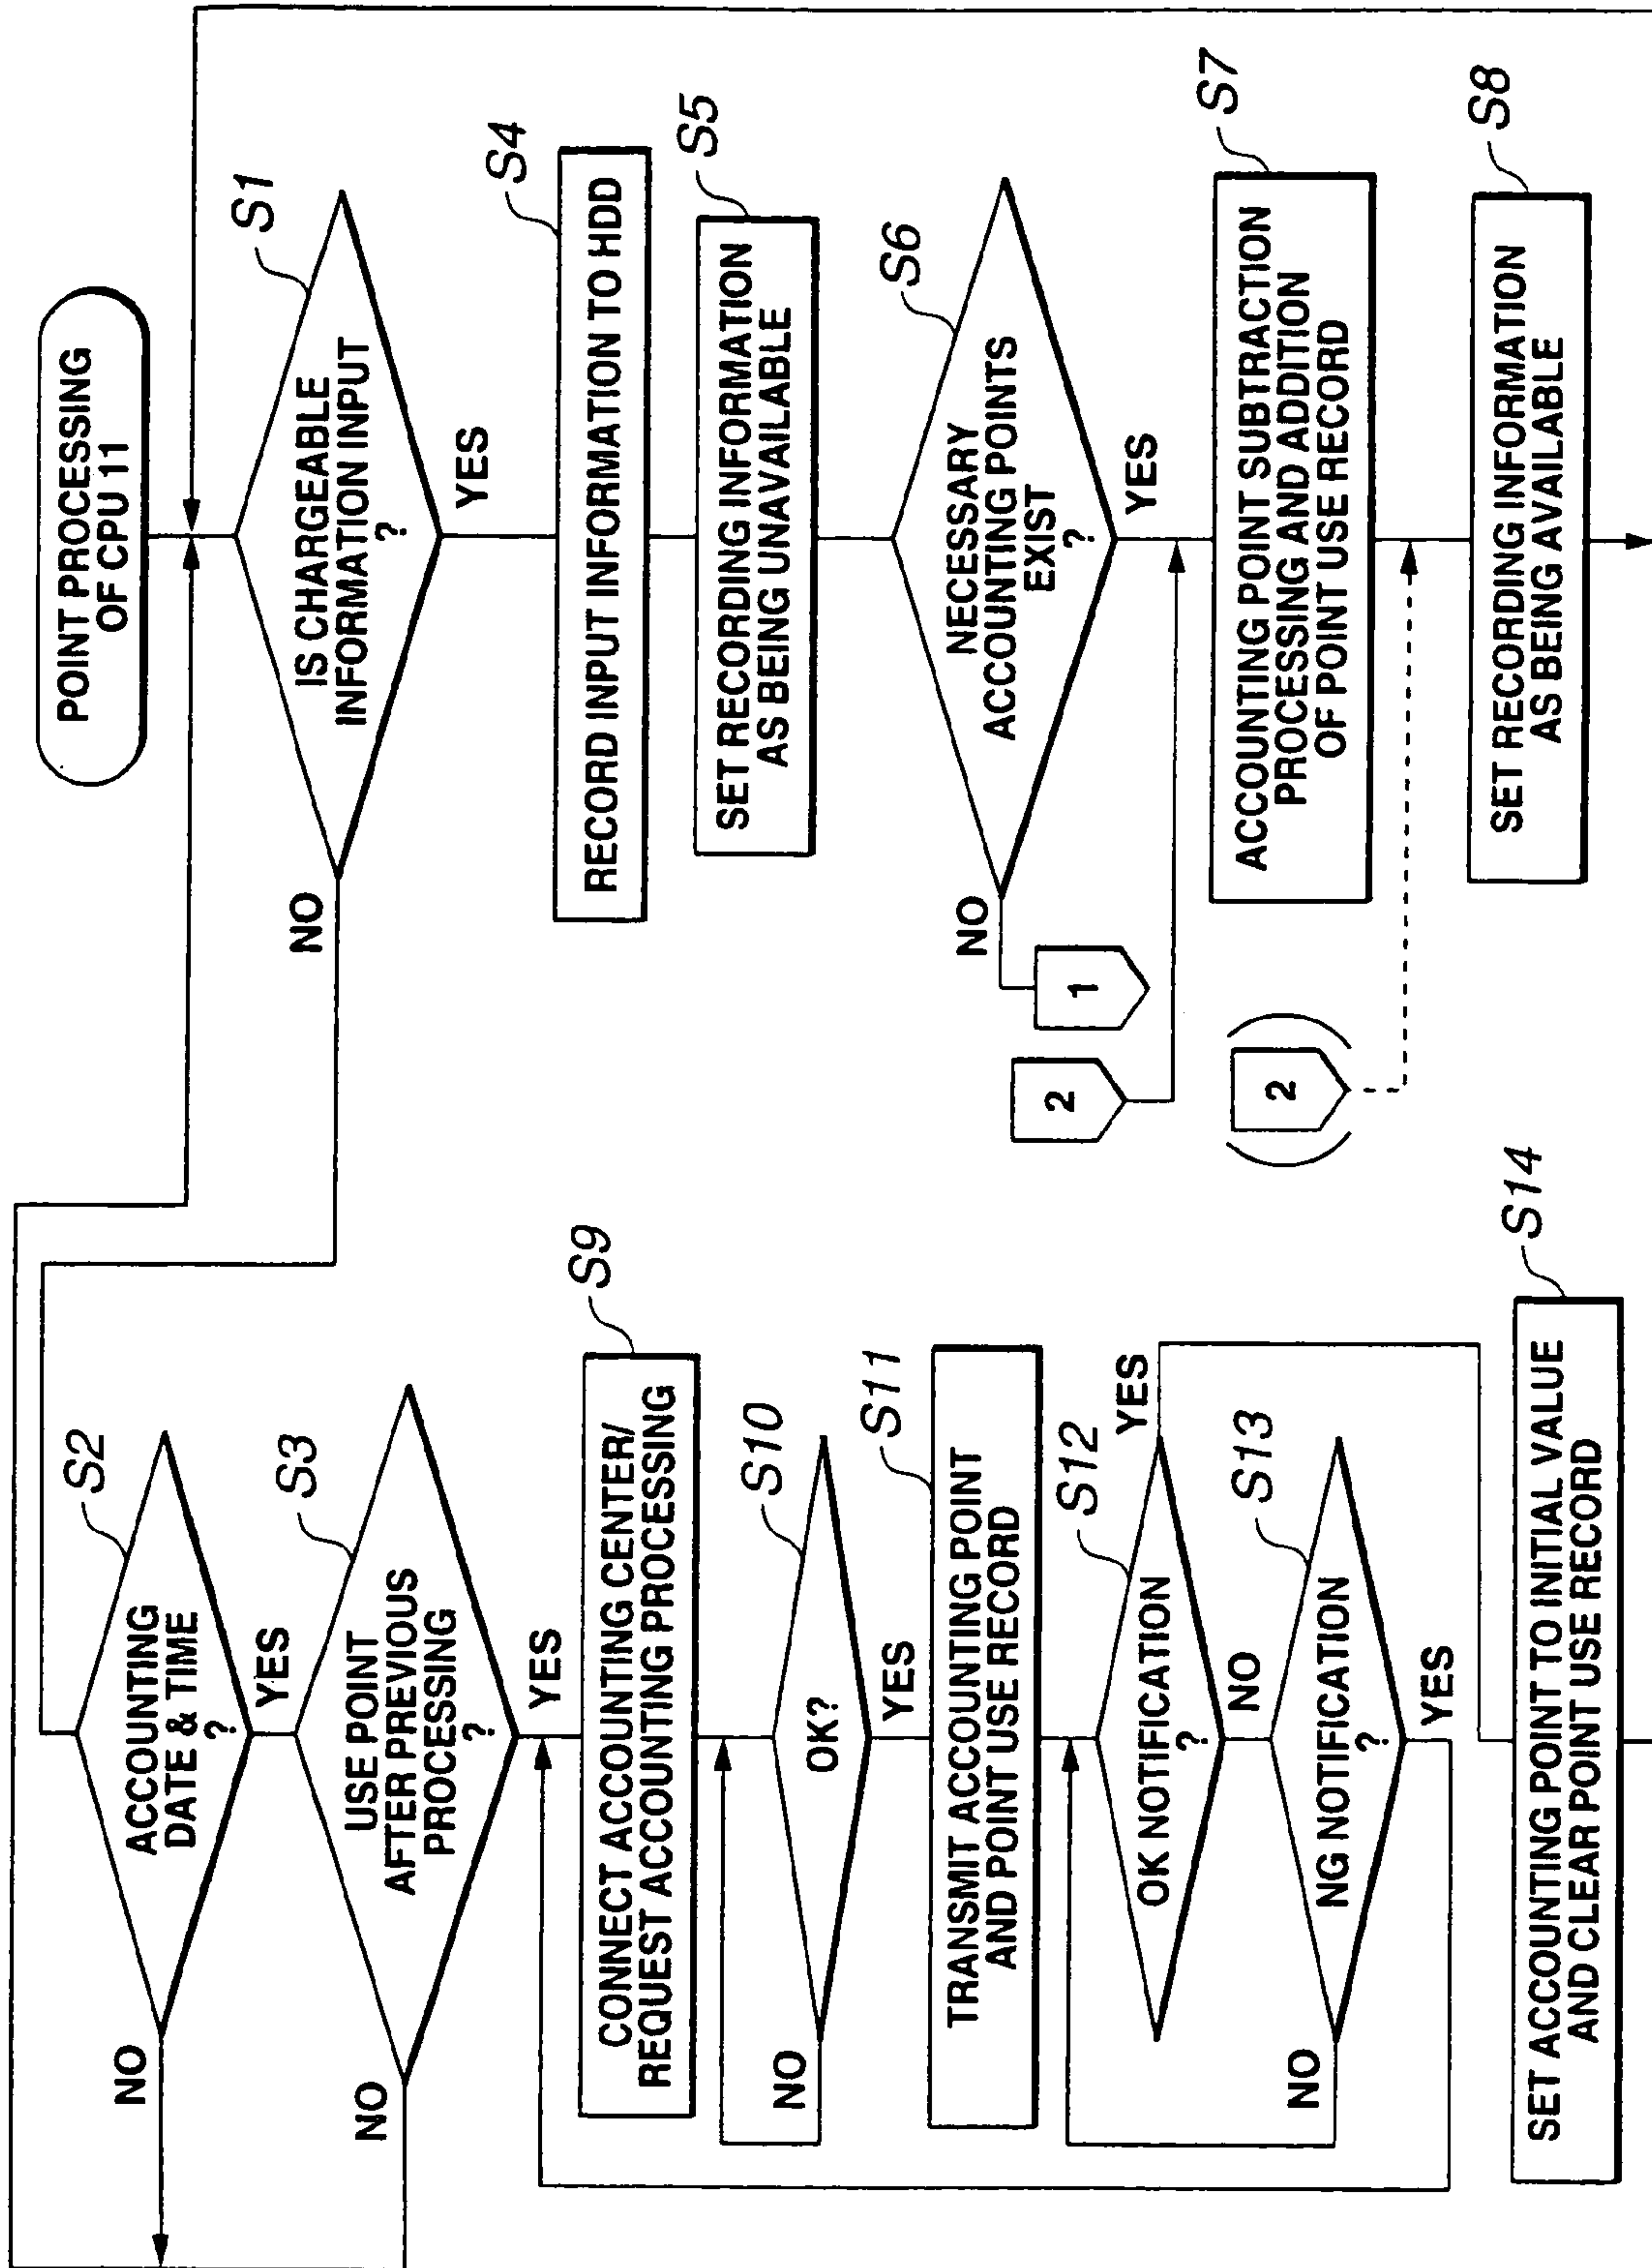 POINT PROCESSING
OF CPU 11
S1
IS CHARGEABLE
INFORMATION INPUT
?
NO
YES
S4
RECORD INPUT INFORMATION TO HDD
S5
SET RECORDING INFORMATION
AS BEING UNAVAILABLE
S6
NECESSARY
ACCOUNTING POINTS
EXIST
?
NO
YES
1
2
S7
ACCOUNTING POINT SUBTRACTION
PROCESSING AND ADDITION
OF POINT USE RECORD
(2)
S8
SET RECORDING INFORMATION
AS BEING AVAILABLE
S2
ACCOUNTING
DATE & TIME
?
NO
YES
S3
USE POINT
AFTER PREVIOUS
PROCESSING
?
NO
YES
S9
CONNECT ACCOUNTING CENTER/
REQUEST ACCOUNTING PROCESSING
S10
OK?
NO
YES
S11
TRANSMIT ACCOUNTING POINT
AND POINT USE RECORD
S12
OK NOTIFICATION
?
YES
NO
S13
NG NOTIFICATION
?
NO
YES
S14
SET ACCOUNTING POINT TO INITIAL VALUE
AND CLEAR POINT USE RECORD